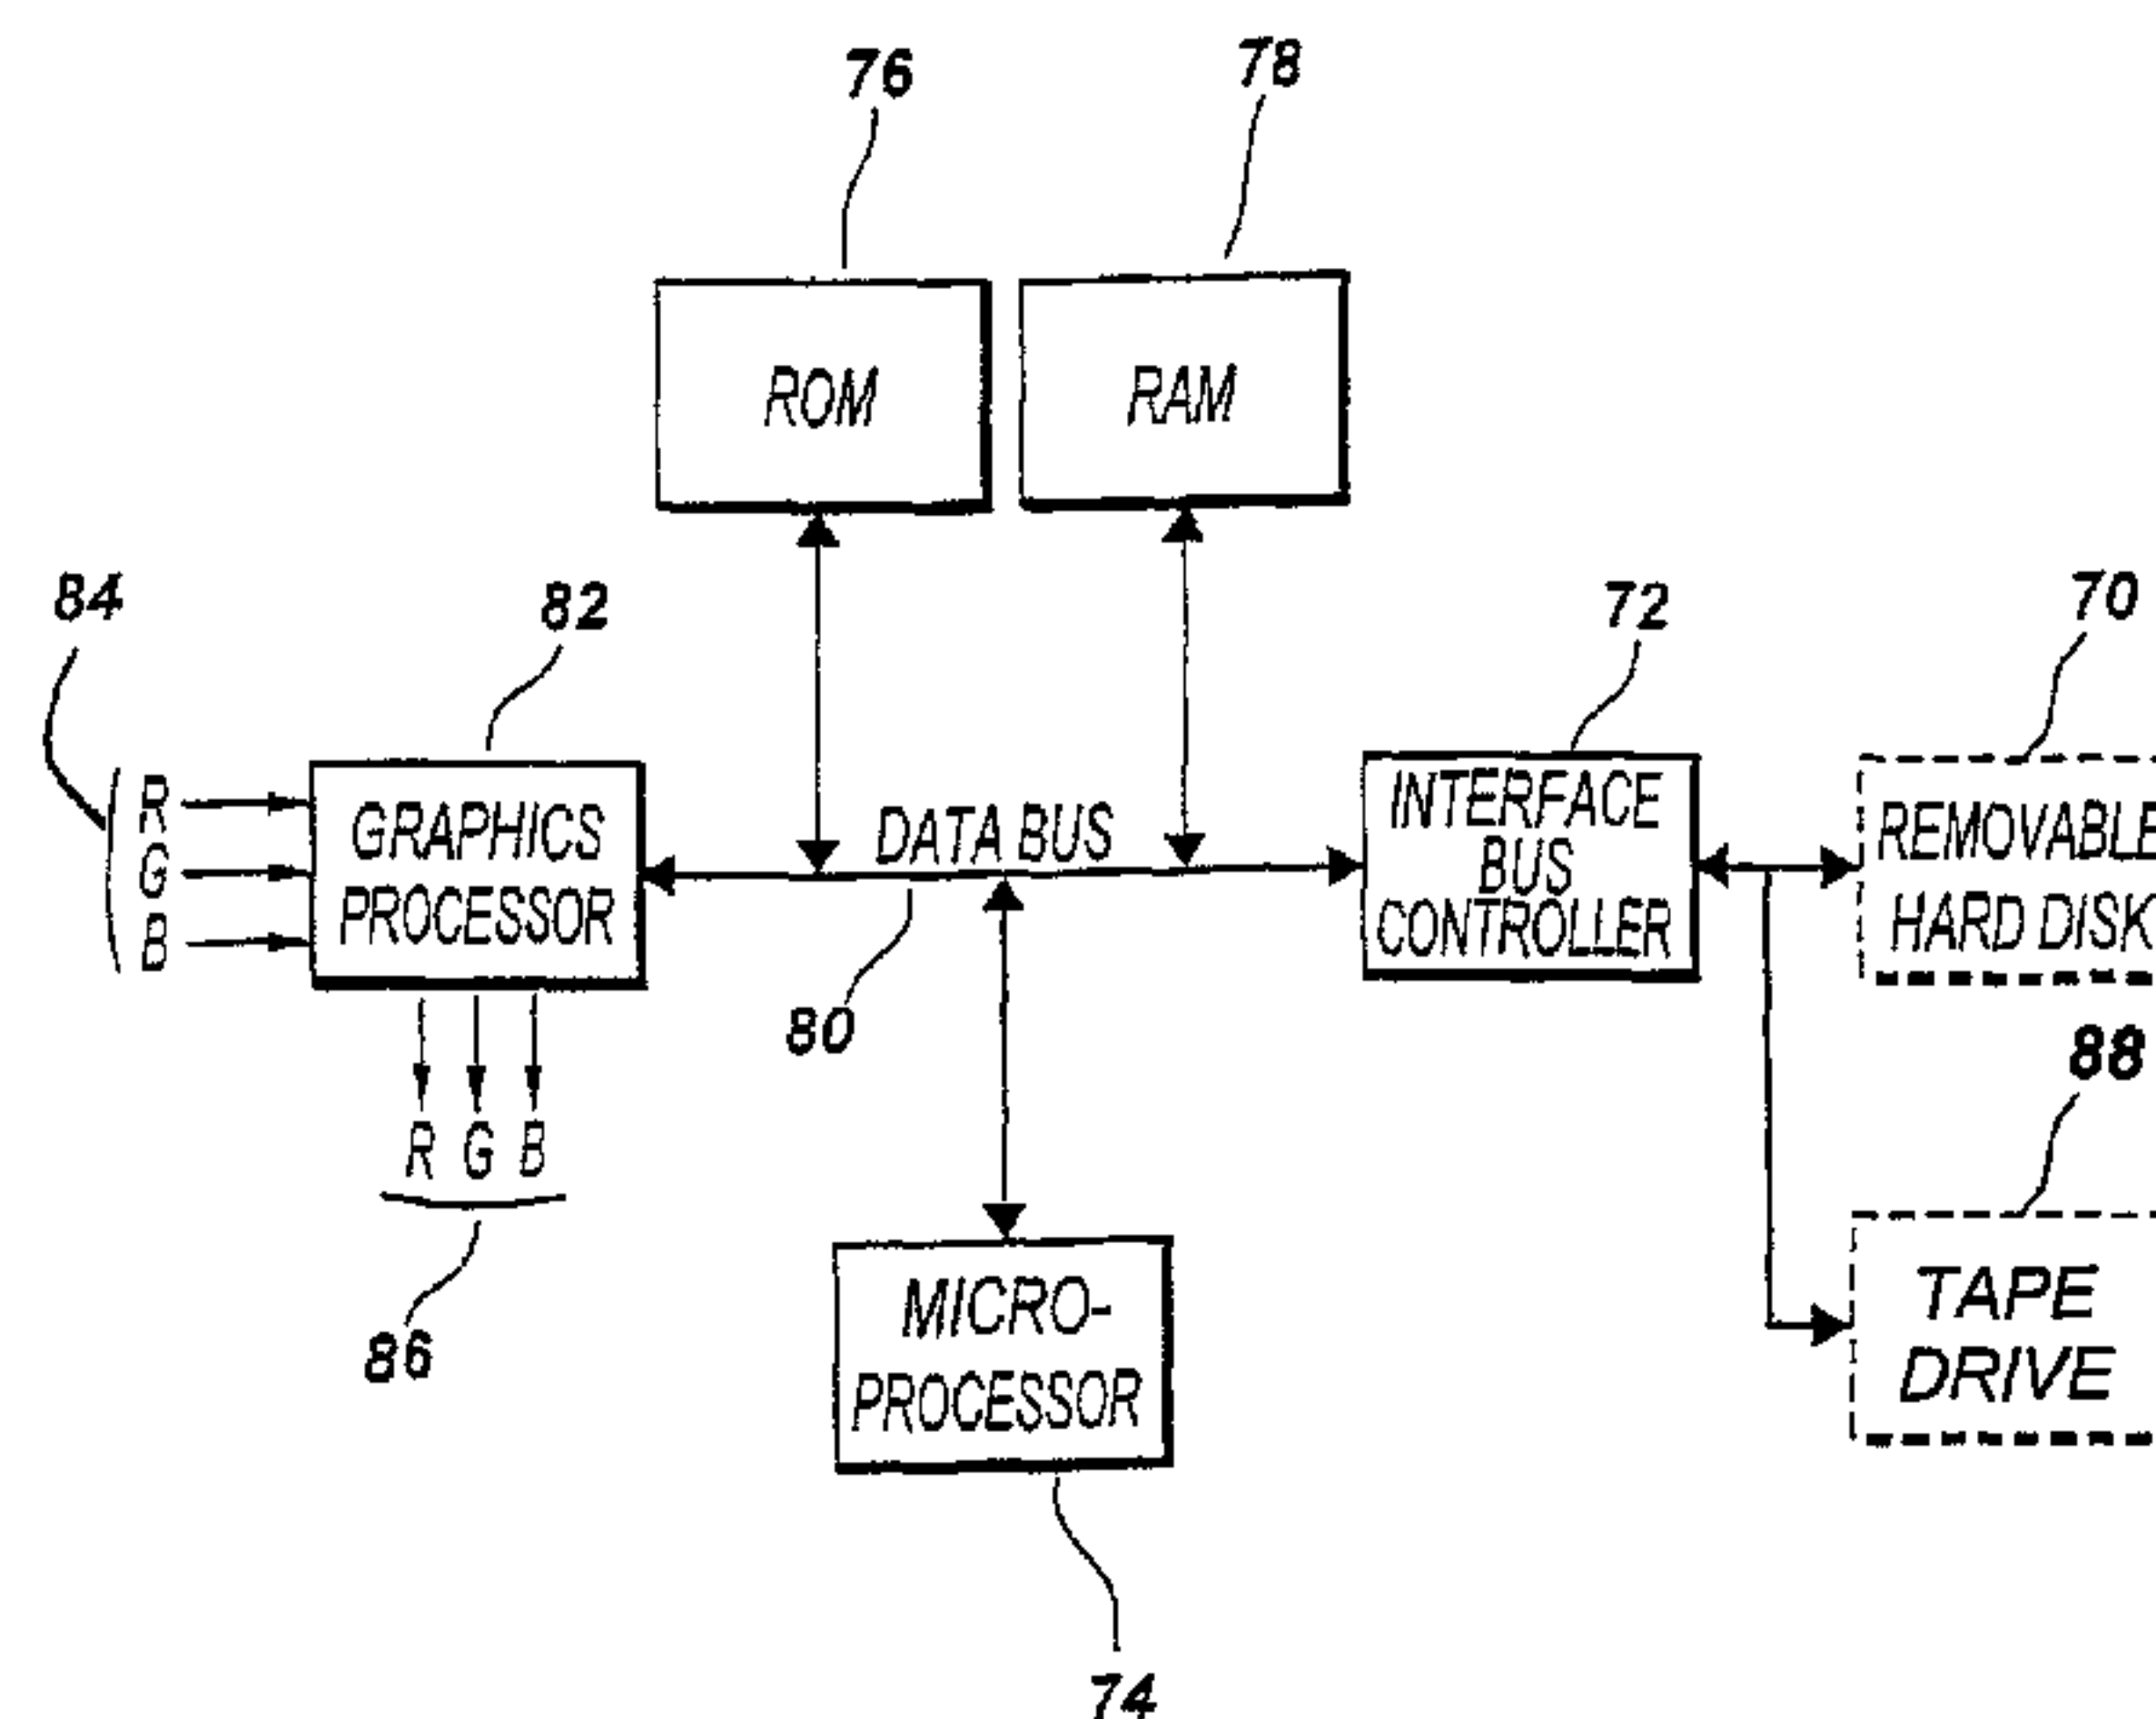 76
78
ROM
RAM
84
82
72
70
R
G
B
GRAPHICS
PROCESSOR
DATA BUS
INTERFACE
BUS
CONTROLLER
REMOVABLE
HARD DISK
80
88
R G B
86
MICRO-
PROCESSOR
TAPE
DRIVE
74